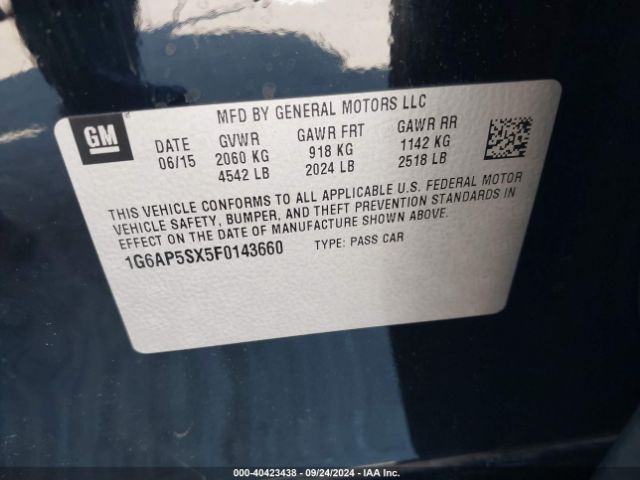 MFD BY GENERAL MOTORS LLC
GM
DATE GVWR GAWR FRT GAWR RR
06/15 2060 KG 918 KG 1142 KG
4542 LB 2024 LB 2518 LB
THIS VEHICLE CONFORMS TO ALL APPLICABLE U.S. FEDERAL MOTOR
VEHICLE SAFETY, BUMPER, AND THEFT PREVENTION STANDARDS IN
EFFECT ON THE DATE OF MANUFACTURE SHOWN ABOVE.
1G6AP5SX5F0143660 TYPE: PASS CAR
000-40423438 - 09/24/2024 - IAA Inc.